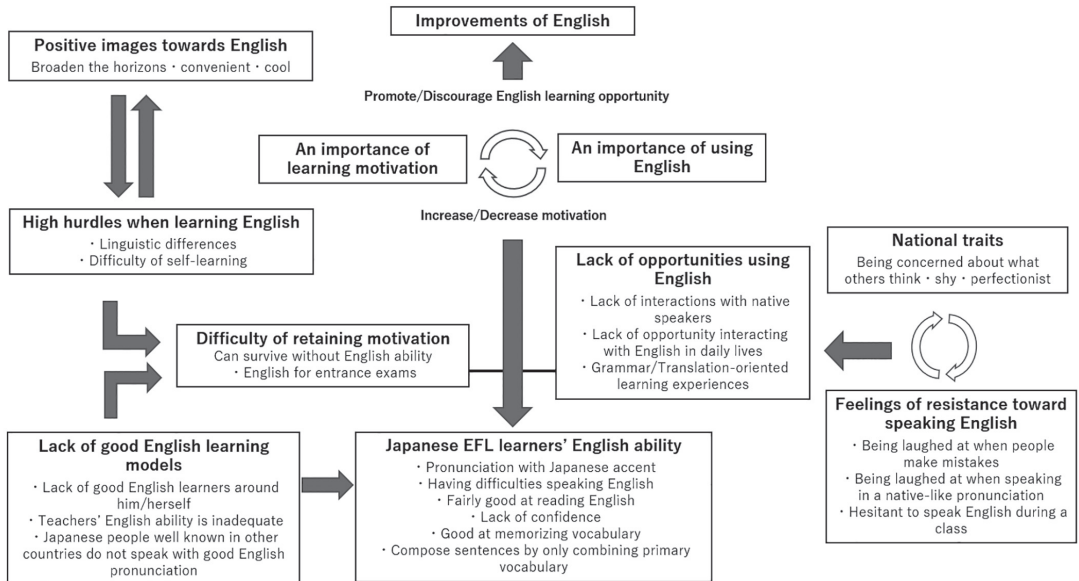 Improvements of English
Positive images towards English
Broaden the horizons・convenient・cool
Promote/Discourage English learning opportunity
An importance of
learning motivation
An importance of using
English
Increase/Decrease motivation
High hurdles when learning English
・Linguistic differences
・Difficulty of self-learning
National traits
Being concerned about what
others think・shy・perfectionist
Lack of opportunities using
English
・Lack of interactions with native
speakers
・Lack of opportunity interacting
with English in daily lives
・Grammar/Translation-oriented
learning experiences
Difficulty of retaining motivation
Can survive without English ability
・English for entrance exams
Feelings of resistance toward
speaking English
・Being laughed at when people
make mistakes
・Being laughed at when speaking
in a native-like pronunciation
・Hesitant to speak English during a
class
Lack of good English learning
models
・Lack of good English learners around
him/herself
・Teachers' English ability is inadequate
・Japanese people well known in other
countries do not speak with good English
pronunciation
Japanese EFL learners' English ability
・Pronunciation with Japanese accent
・Having difficulties speaking English
・Fairly good at reading English
・Lack of confidence
・Good at memorizing vocabulary
・Compose sentences by only combining primary
vocabulary